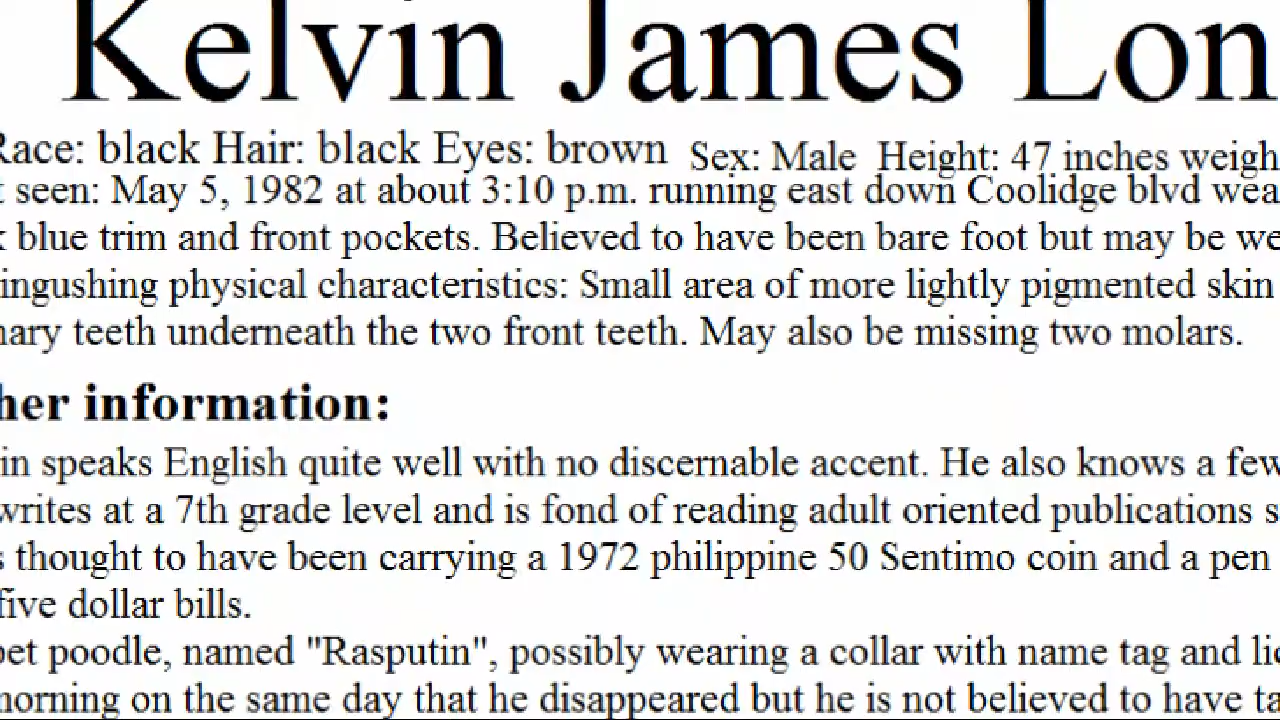 Kelvin James Lon
Race: black Hair: black Eyes: brown Sex: Male Height: 47 inches weigh
t seen: May 5, 1982 at about 3:10 p.m. running east down Coolidge blvd wea
k blue trim and front pockets. Believed to have been bare foot but may be we
ingushing physical characteristics: Small area of more lightly pigmented skin
nary teeth underneath the two front teeth. May also be missing two molars.
her information:
in speaks English quite well with no discernable accent. He also knows a few
writes at a 7th grade level and is fond of reading adult oriented publications s
s thought to have been carrying a 1972 philippine 50 Sentimo coin and a pen
five dollar bills.
pet poodle, named "Rasputin", possibly wearing a collar with name tag and lic
morning on the same day that he disappeared but he is not believed to have ta